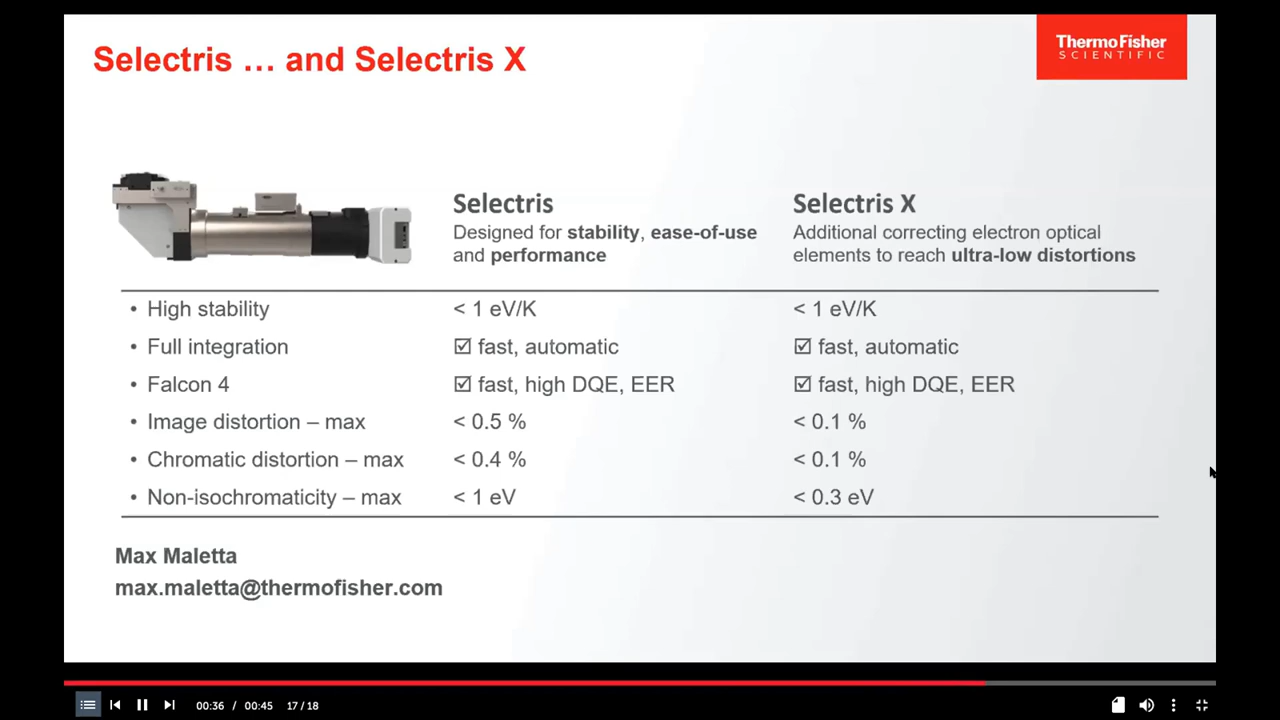 Selectris … and Selectris X
ThermoFisher
SCIENTIFIC
Selectris
Designed for stability, ease-of-use
and performance
Selectris X
Additional correcting electron optical
elements to reach ultra-low distortions
• High stability < 1 eV/K < 1 eV/K
• Full integration ☑ fast, automatic ☑ fast, automatic
• Falcon 4 ☑ fast, high DQE, EER ☑ fast, high DQE, EER
• Image distortion – max < 0.5 % < 0.1 %
• Chromatic distortion – max < 0.4 % < 0.1 %
• Non-isochromaticity – max < 1 eV < 0.3 eV
Max Maletta
max.maletta@thermofisher.com
00:36 / 00:45 17 / 18